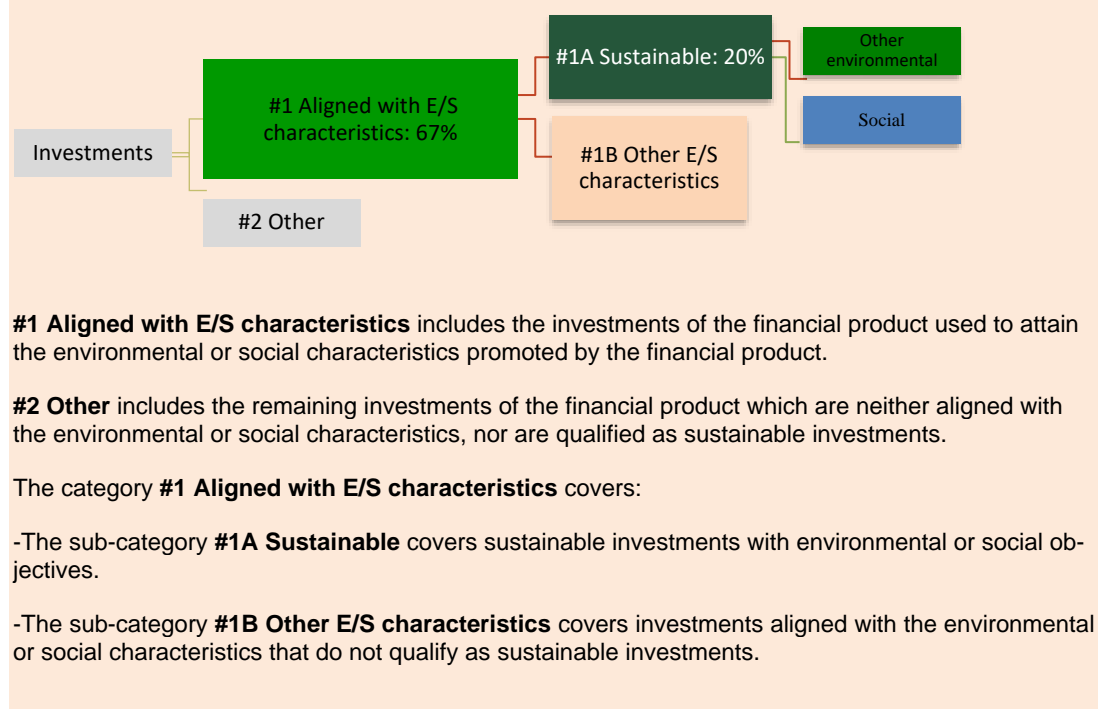 Other
environmental
#1A Sustainable: 20%
#1 Aligned with E/S
characteristics: 67%
Social
Investments
#1B Other E/S
characteristics
#2 Other
#1 Aligned with E/S characteristics includes the investments of the financial product used to attain
the environmental or social characteristics promoted by the financial product.
#2 Other includes the remaining investments of the financial product which are neither aligned with
the environmental or social characteristics, nor are qualified as sustainable investments.
The category #1 Aligned with E/S characteristics covers:
-The sub-category #1A Sustainable covers sustainable investments with environmental or social ob-
jectives.
-The sub-category #1B Other E/S characteristics covers investments aligned with the environmental
or social characteristics that do not qualify as sustainable investments.